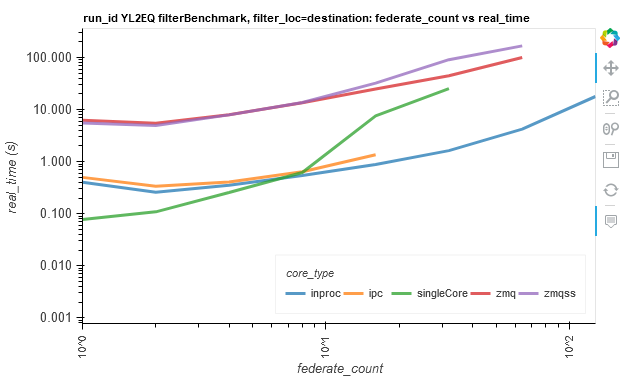 run_id YL2EQ filterBenchmark, filter_loc=destination: federate_count vs real_time
100.000
10.000
1.000
0.100
0.010
0.001
real_time (s)
core_type
inproc ipc singleCore zmq zmqss
10^0 10^1 10^2
federate_count